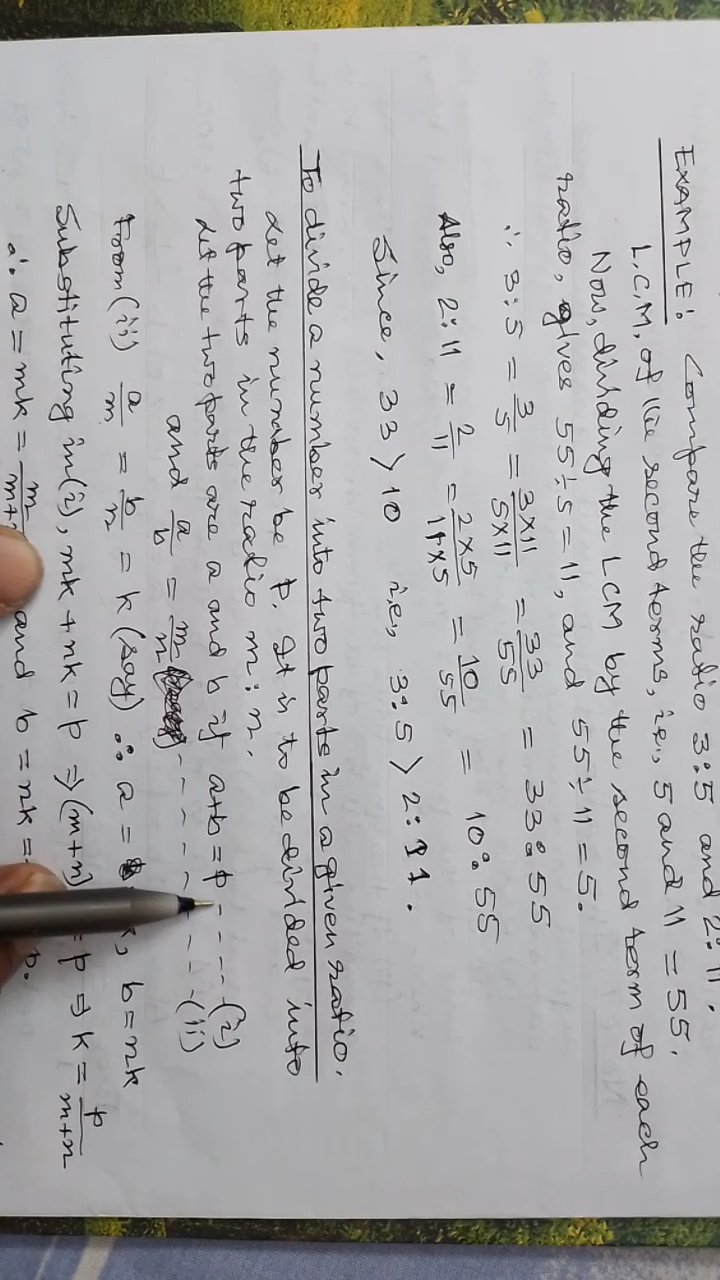 EXAMPLE: Compare the ratio 3:5 and 2:11.
L.C.M. of the second terms, i.e., 5 and 11 = 55.
Now, dividing the LCM by the second term of each
ratio, gives 55÷5 = 11, and 55÷11 = 5.
∴ 3:5 = 3/5 = 3×11/5×11 = 33/55 = 33:55
Also, 2:11 = 2/11 = 2×5/11×5 = 10/55 = 10:55
Since, 33 > 10 i.e., 3:5 > 2:11.
To divide a number into two parts in a given ratio.
Let the number be p. It is to be divided into
two parts in the ratio m:n.
Let the two parts are a and b if a+b = p ---- (i)
and a/b = m/n ------- (ii)
From (ii) a/m = b/n = k (say) ∴ a = , b = nk
Substituting in (i), mk + nk = p ⇒ (m+n) = p ⇒ k = p/m+n
∴ a = mk = m/m+ and b = nk = p.